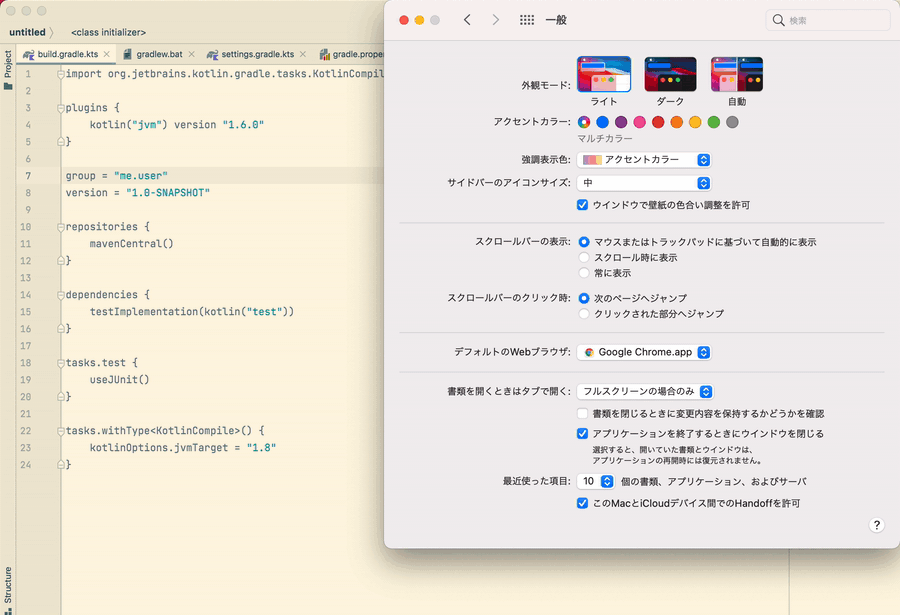 untitled
<class initializer>
build.gradle.kts
gradlew.bat
settings.gradle.kts
gradle.proper
Project
Structure
1 import org.jetbrains.kotlin.gradle.tasks.KotlinCompil
2
3 plugins {
4 kotlin("jvm") version "1.6.0"
5 }
6
7 group = "me.user"
8 version = "1.0-SNAPSHOT"
9
10 repositories {
11 mavenCentral()
12 }
13
14 dependencies {
15 testImplementation(kotlin("test"))
16 }
17
18 tasks.test {
19 useJUnit()
20 }
21
22 tasks.withType<KotlinCompile>() {
23 kotlinOptions.jvmTarget = "1.8"
24 }
一般
検索
外観モード:
ライト
ダーク
自動
アクセントカラー:
マルチカラー
強調表示色: アクセントカラー
サイドバーのアイコンサイズ: 中
ウインドウで壁紙の色合い調整を許可
スクロールバーの表示: マウスまたはトラックパッドに基づいて自動的に表示
スクロール時に表示
常に表示
スクロールバーのクリック時: 次のページへジャンプ
クリックされた部分へジャンプ
デフォルトのWebブラウザ: Google Chrome.app
書類を開くときはタブで開く: フルスクリーンの場合のみ
書類を閉じるときに変更内容を保持するかどうかを確認
アプリケーションを終了するときにウインドウを閉じる
選択すると、開いていた書類とウインドウは、
アプリケーションの再開時には復元されません。
最近使った項目: 10 個の書類、アプリケーション、およびサーバ
このMacとiCloudデバイス間でのHandoffを許可
?